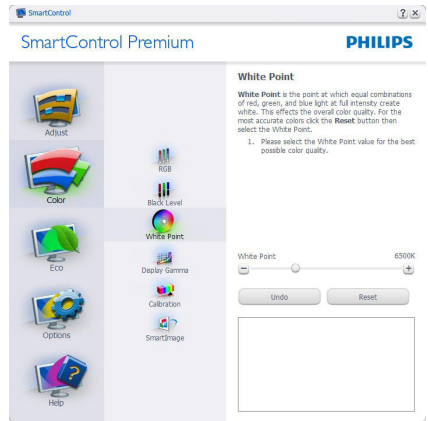 SmartControl
? ×
SmartControl Premium
PHILIPS
Adjust
Color
Eco
Options
Help
RGB
Black Level
White Point
Display Gamma
Calibration
SmartImage
White Point
White Point is the point at which equal combinations
of red, green, and blue light at full intensity create
white. This effects the overall color quality. For the
most accurate colors click the Reset button then
select the White Point.
1. Please select the White Point value for the best
possible color quality.
White Point 6500K
Undo Reset